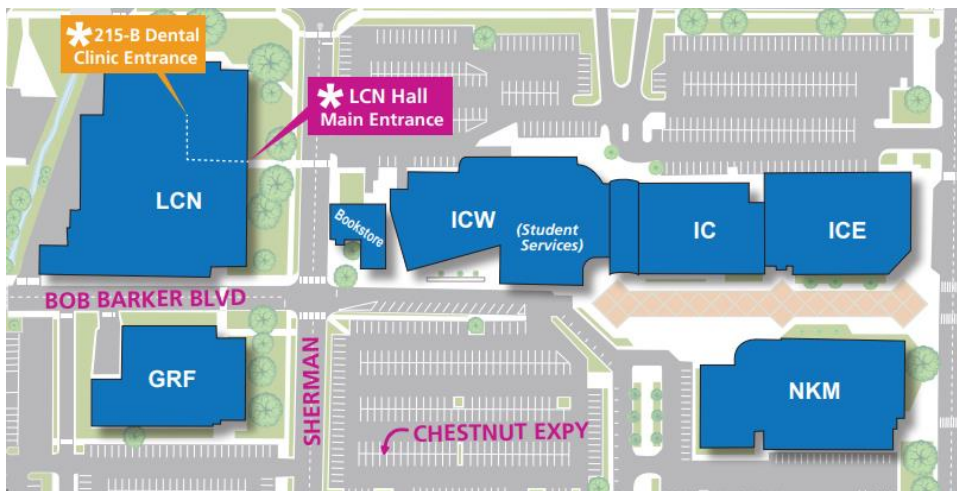 *215-B Dental
Clinic Entrance
*LCN Hall
Main Entrance
LCN
Bookstore
ICW
(Student
Services)
IC
ICE
BOB BARKER BLVD
GRF
SHERMAN
CHESTNUT EXPY
NKM